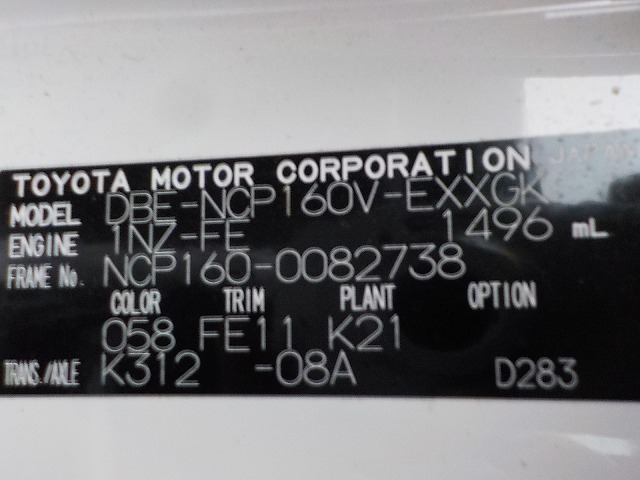 TOYOTA MOTOR CORPORATION JAPAN
MODEL DBE-NCP160V-EXXGK
ENGINE 1NZ-FE 1496 mL
FRAME No. NCP160-0082738
COLOR TRIM PLANT OPTION
058 FE11 K21
TRANS./AXLE K312 -08A D283